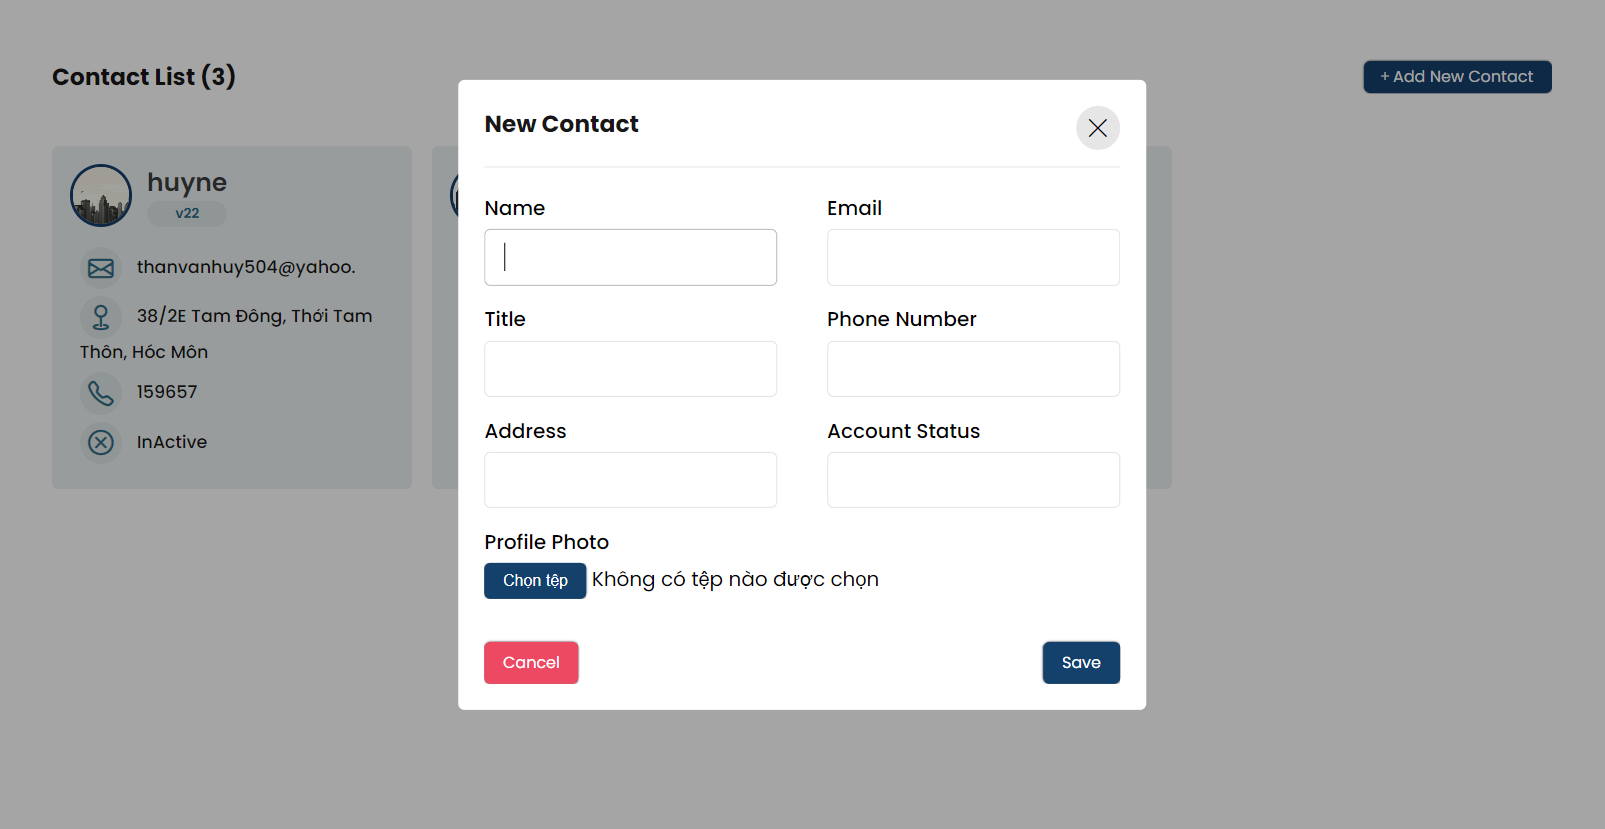 Contact List (3)
+ Add New Contact
huyne
v22
thanvanhuy504@yahoo.
38/2E Tam Đông, Thới Tam
Thôn, Hóc Môn
159657
InActive
New Contact
Name
Email
Title
Phone Number
Address
Account Status
Profile Photo
Chọn tệp Không có tệp nào được chọn
Cancel
Save